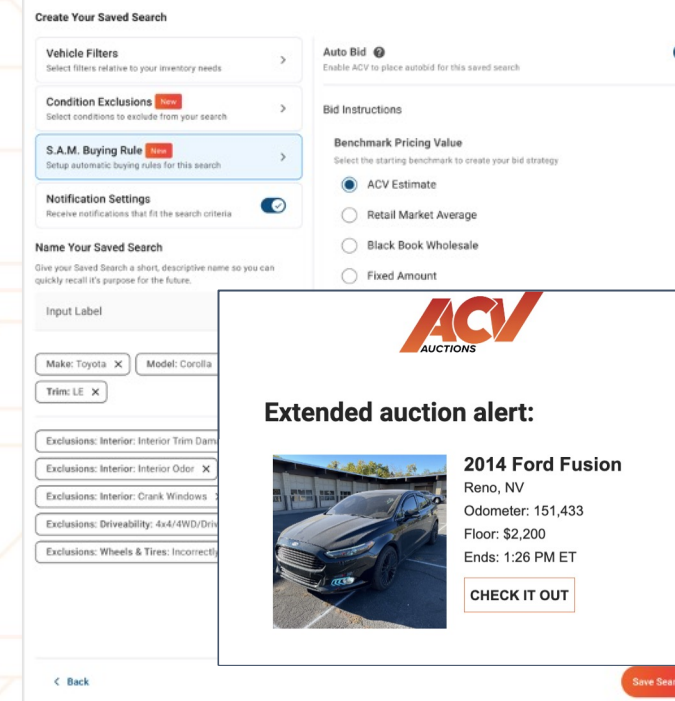 Create Your Saved Search
Vehicle Filters
Select filters relative to your inventory needs
Condition Exclusions New
Select conditions to exclude from your search
S.A.M. Buying Rule New
Setup automatic buying rules for this search
Notification Settings
Receive notifications that fit the search criteria
Name Your Saved Search
Give your Saved Search a short, descriptive name so you can
quickly recall it's purpose for the future.
Input Label
Make: Toyota X
Model: Corolla
Trim: LE X
Exclusions: Interior: Interior Trim Dam
Exclusions: Interior: Interior Odor X
Exclusions: Interior: Crank Windows
Exclusions: Driveability: 4x4/4WD/Driv
Exclusions: Wheels & Tires: Incorrectly
< Back
Auto Bid ?
Enable ACV to place autobid for this saved search
Bid Instructions
Benchmark Pricing Value
Select the starting benchmark to create your bid strategy
ACV Estimate
Retail Market Average
Black Book Wholesale
Fixed Amount
ACV
AUCTIONS
Extended auction alert:
2014 Ford Fusion
Reno, NV
Odometer: 151,433
Floor: $2,200
Ends: 1:26 PM ET
CHECK IT OUT
Save Sear